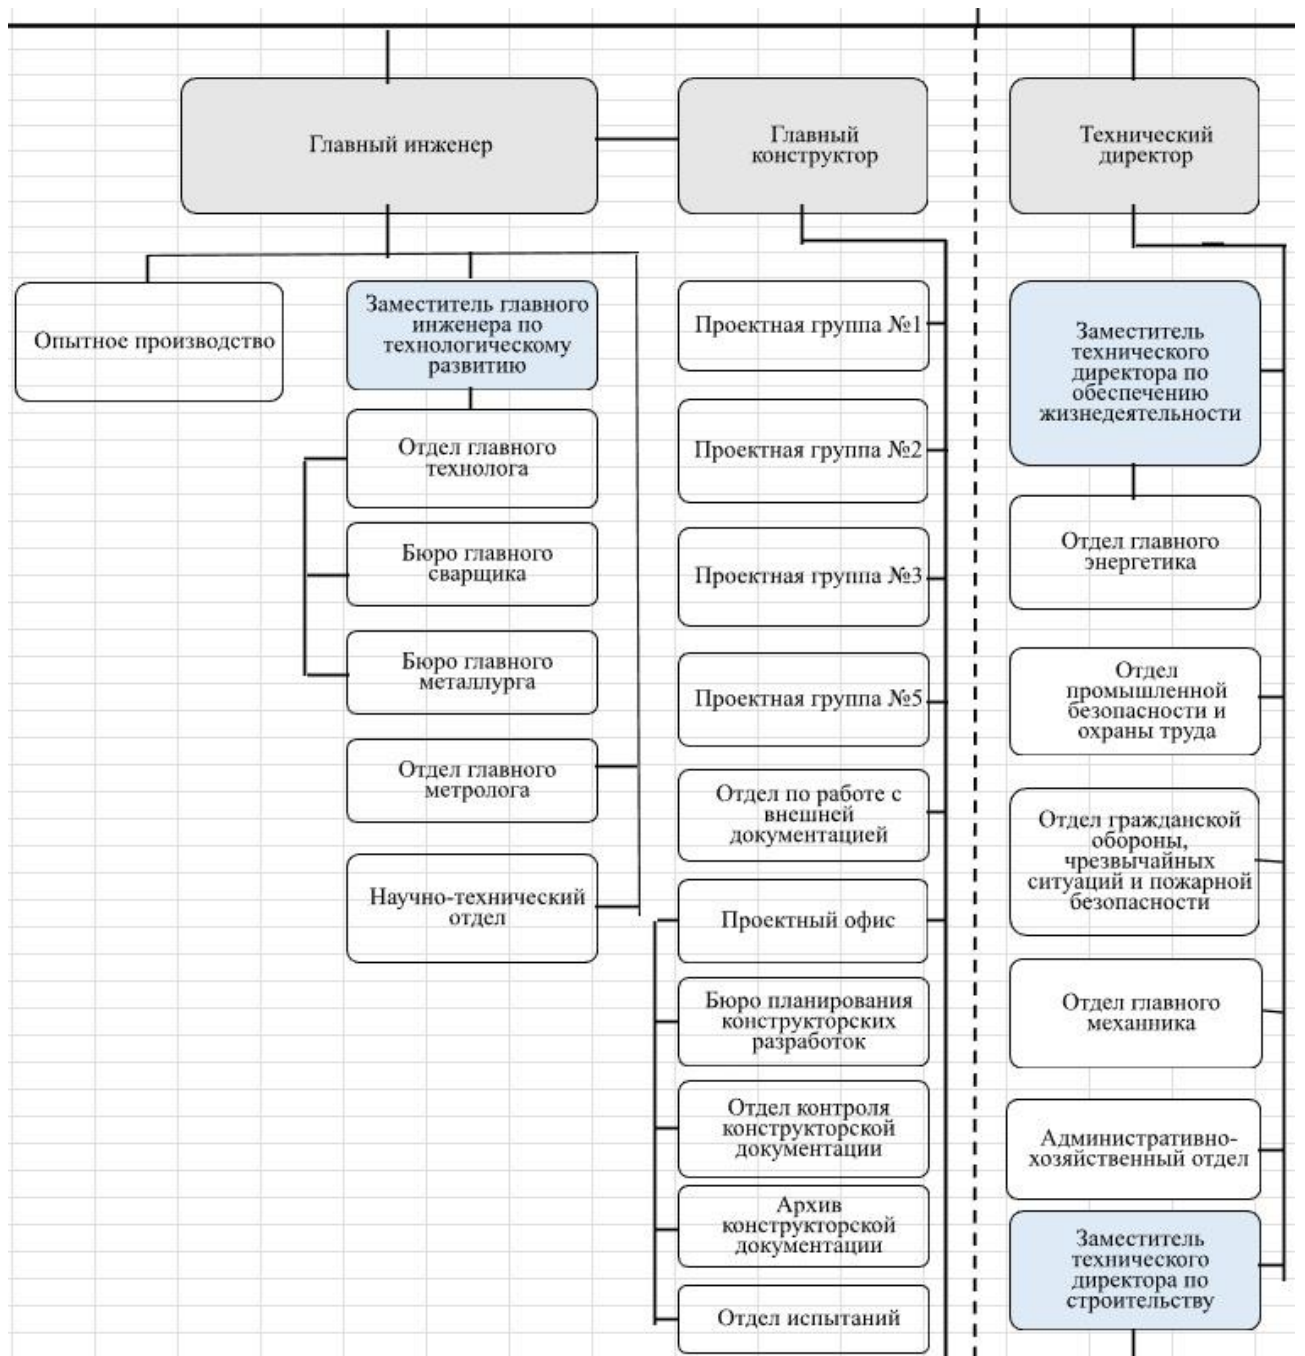 Главный инженер
Главный
конструктор
Технический
директор
Опытное производство
Заместитель главного
инженера по
технологическому
развитию
Отдел главного
технолога
Бюро главного
сварщика
Бюро главного
металлурга
Отдел главного
метролога
Научно-технический
отдел
Проектная группа №1
Проектная группа №2
Проектная группа №3
Проектная группа №5
Отдел по работе с
внешней
документацией
Проектный офис
Бюро планирования
конструкторских
разработок
Отдел контроля
конструкторской
документации
Архив
конструкторской
документации
Отдел испытаний
Заместитель
технического
директора по
обеспечению
жизнедеятельности
Отдел главного
энергетика
Отдел
промышленной
безопасности и
охраны труда
Отдел гражданской
обороны,
чрезвычайных
ситуаций и пожарной
безопасности
Отдел главного
механника
Административно-
хозяйственный отдел
Заместитель
технического
директора по
строительству